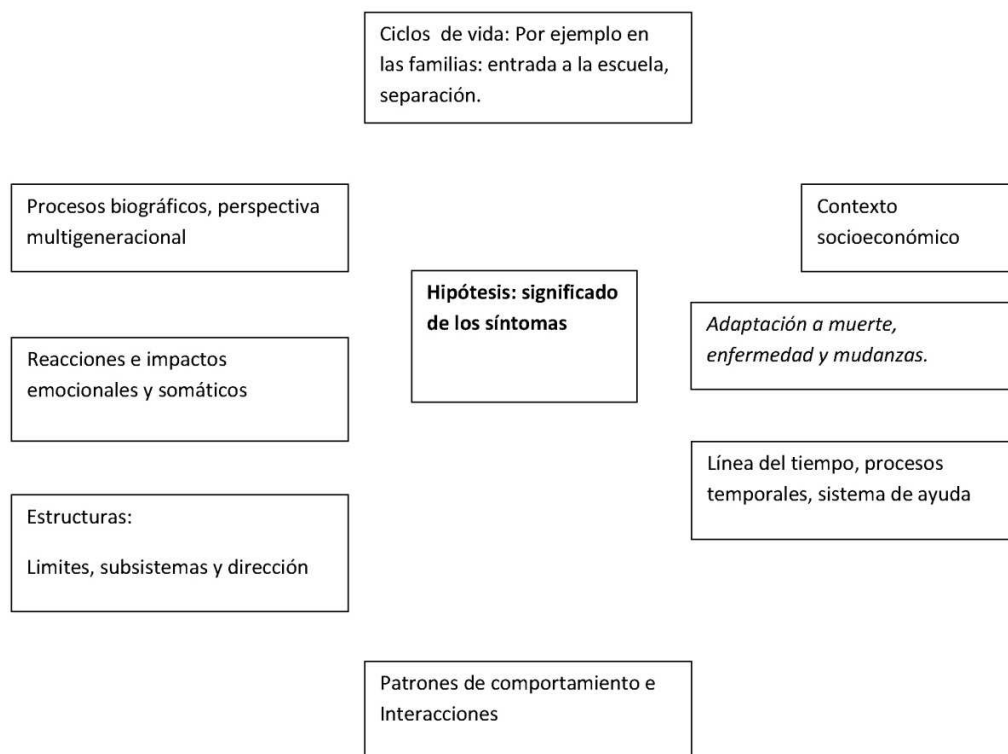 Ciclos de vida: Por ejemplo en
las familias: entrada a la escuela,
separación.
Procesos biográficos, perspectiva
multigeneracional
Contexto
socioeconómico
Hipótesis: significado
de los síntomas
Adaptación a muerte,
enfermedad y mudanzas.
Reacciones e impactos
emocionales y somáticos
Línea del tiempo, procesos
temporales, sistema de ayuda
Estructuras:
Limites, subsistemas y dirección
Patrones de comportamiento e
Interacciones